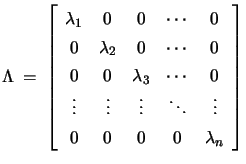 Λ = [ λ₁ 0 0 ⋯ 0
0 λ₂ 0 ⋯ 0
0 0 λ₃ ⋯ 0
⋮ ⋮ ⋮ ⋱ ⋮
0 0 0 0 λₙ ]